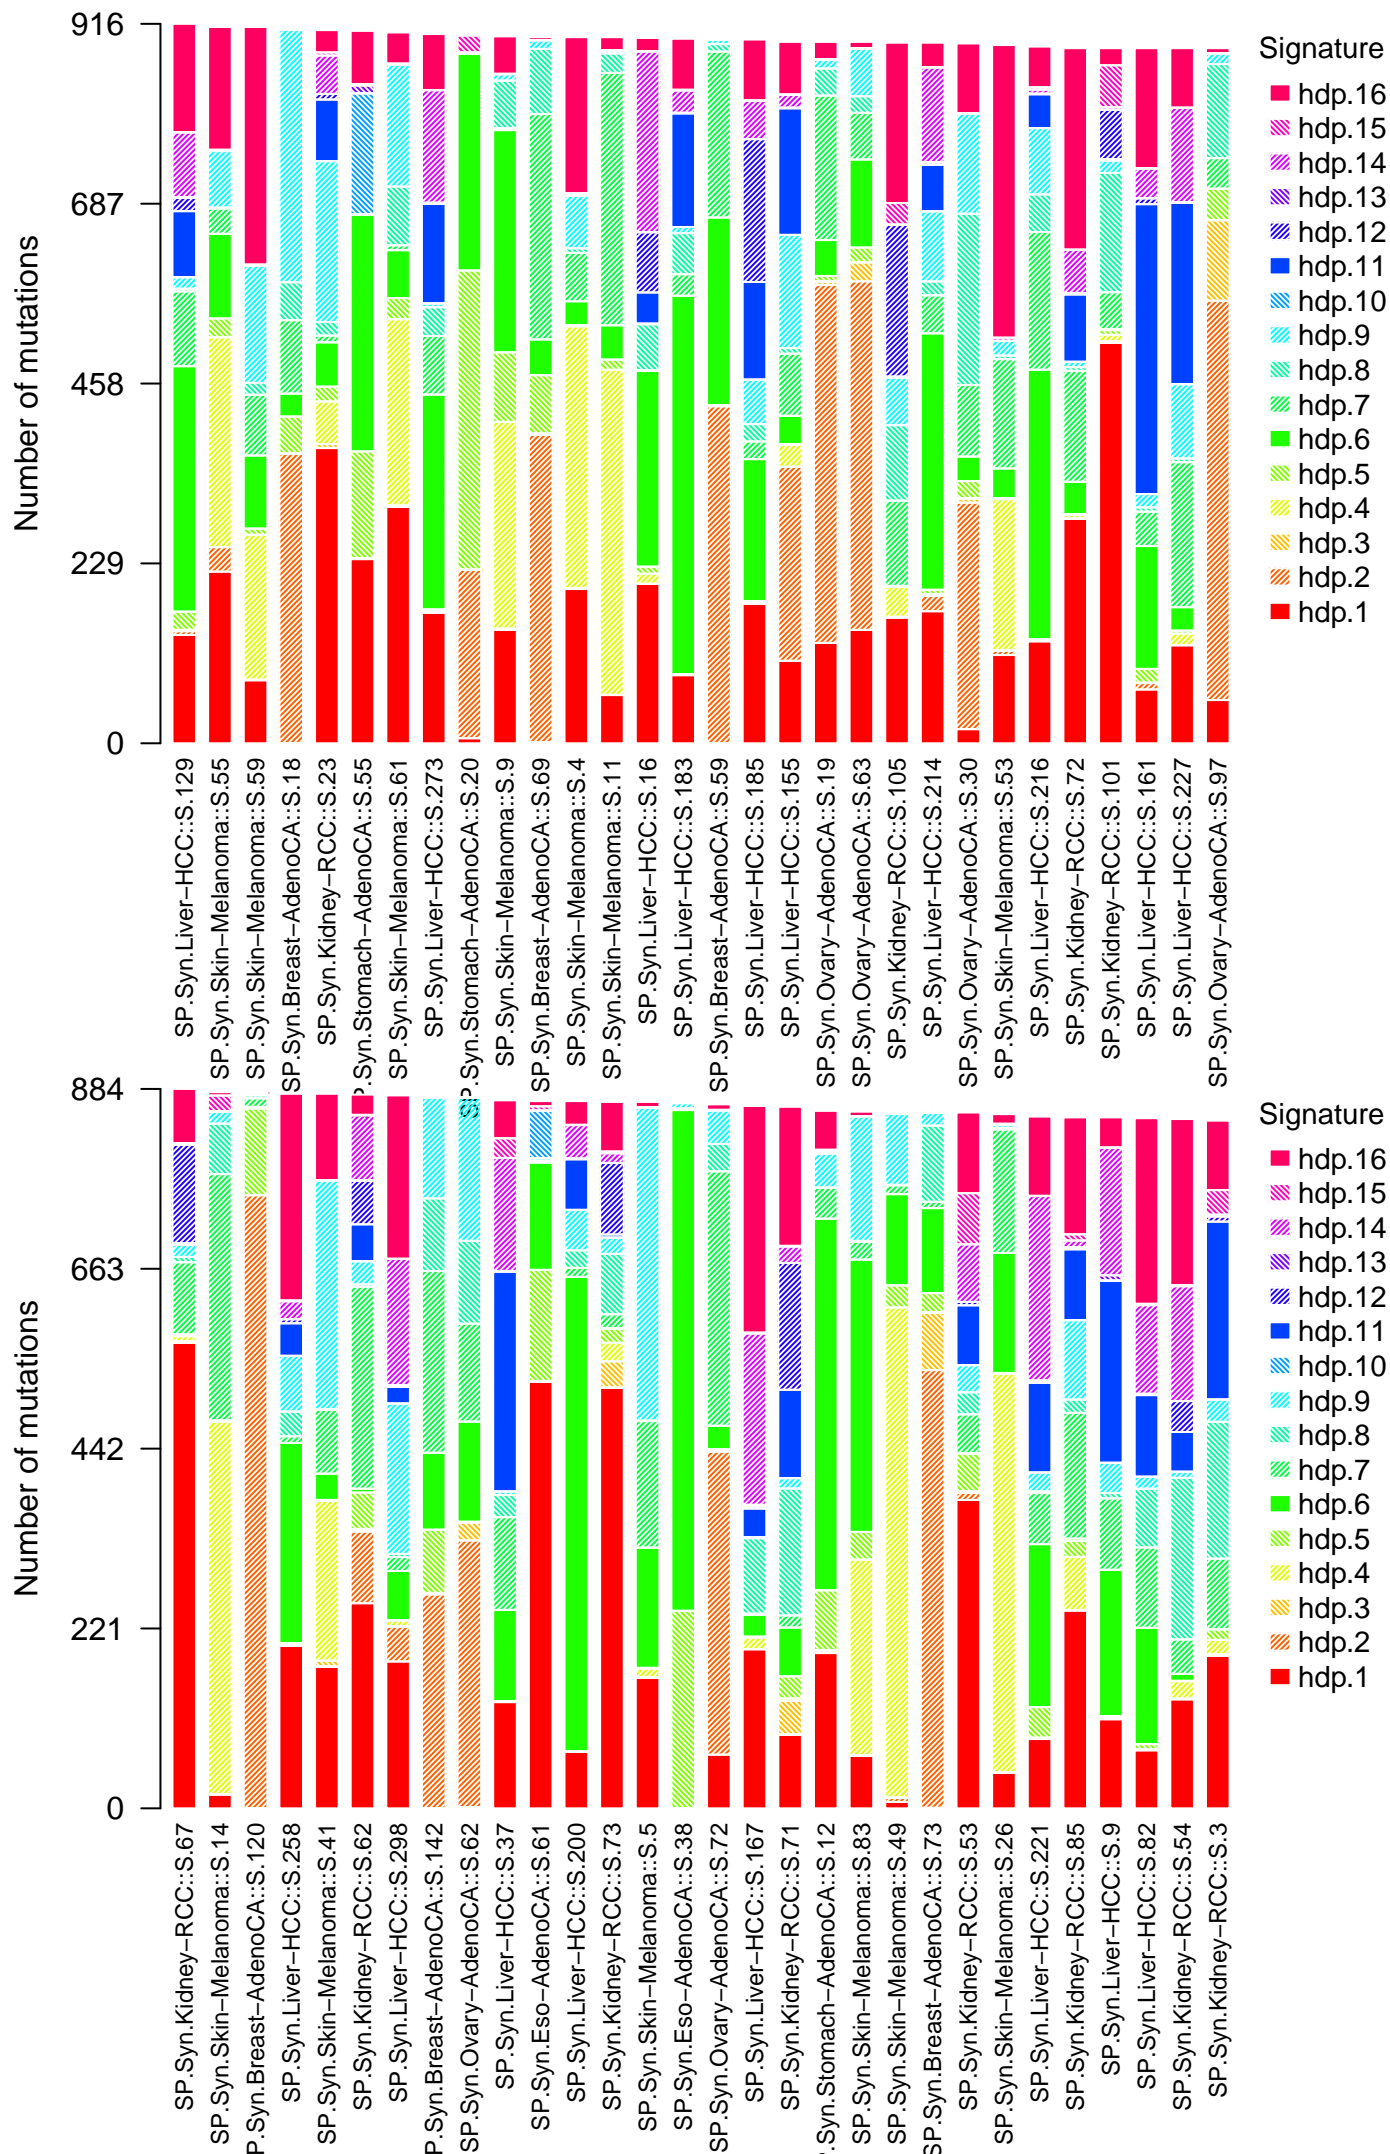 916
687
458
229
0
Number of mutations
Signature
hdp.16
hdp.15
hdp.14
hdp.13
hdp.12
hdp.11
hdp.10
hdp.9
hdp.8
hdp.7
hdp.6
hdp.5
hdp.4
hdp.3
hdp.2
hdp.1
SP.Syn.Liver−HCC::S.129
SP.Syn.Skin−Melanoma::S.55
SP.Syn.Skin−Melanoma::S.59
SP.Syn.Breast−AdenoCA::S.18
SP.Syn.Kidney−RCC::S.23
P.Syn.Stomach−AdenoCA::S.55
SP.Syn.Skin−Melanoma::S.61
SP.Syn.Liver−HCC::S.273
SP.Syn.Stomach−AdenoCA::S.20
SP.Syn.Skin−Melanoma::S.9
SP.Syn.Breast−AdenoCA::S.69
SP.Syn.Skin−Melanoma::S.4
SP.Syn.Skin−Melanoma::S.11
SP.Syn.Liver−HCC::S.16
SP.Syn.Liver−HCC::S.183
SP.Syn.Breast−AdenoCA::S.59
SP.Syn.Liver−HCC::S.185
SP.Syn.Liver−HCC::S.155
SP.Syn.Ovary−AdenoCA::S.19
SP.Syn.Ovary−AdenoCA::S.63
SP.Syn.Kidney−RCC::S.105
SP.Syn.Liver−HCC::S.214
SP.Syn.Ovary−AdenoCA::S.30
SP.Syn.Skin−Melanoma::S.53
SP.Syn.Liver−HCC::S.216
SP.Syn.Kidney−RCC::S.72
SP.Syn.Kidney−RCC::S.101
SP.Syn.Liver−HCC::S.161
SP.Syn.Liver−HCC::S.227
SP.Syn.Ovary−AdenoCA::S.97
884
663
442
221
0
Number of mutations
Signature
hdp.16
hdp.15
hdp.14
hdp.13
hdp.12
hdp.11
hdp.10
hdp.9
hdp.8
hdp.7
hdp.6
hdp.5
hdp.4
hdp.3
hdp.2
hdp.1
SP.Syn.Kidney−RCC::S.67
SP.Syn.Skin−Melanoma::S.14
SP.Syn.Breast−AdenoCA::S.120
SP.Syn.Liver−HCC::S.258
SP.Syn.Skin−Melanoma::S.41
SP.Syn.Kidney−RCC::S.62
SP.Syn.Liver−HCC::S.298
SP.Syn.Breast−AdenoCA::S.142
SP.Syn.Ovary−AdenoCA::S.62
SP.Syn.Liver−HCC::S.37
SP.Syn.Eso−AdenoCA::S.61
SP.Syn.Liver−HCC::S.200
SP.Syn.Kidney−RCC::S.73
SP.Syn.Skin−Melanoma::S.5
SP.Syn.Eso−AdenoCA::S.38
SP.Syn.Ovary−AdenoCA::S.72
SP.Syn.Liver−HCC::S.167
SP.Syn.Kidney−RCC::S.71
P.Syn.Stomach−AdenoCA::S.12
SP.Syn.Skin−Melanoma::S.83
SP.Syn.Skin−Melanoma::S.49
SP.Syn.Breast−AdenoCA::S.73
SP.Syn.Kidney−RCC::S.53
SP.Syn.Skin−Melanoma::S.26
SP.Syn.Liver−HCC::S.221
SP.Syn.Kidney−RCC::S.85
SP.Syn.Liver−HCC::S.9
SP.Syn.Liver−HCC::S.82
SP.Syn.Kidney−RCC::S.54
SP.Syn.Kidney−RCC::S.3